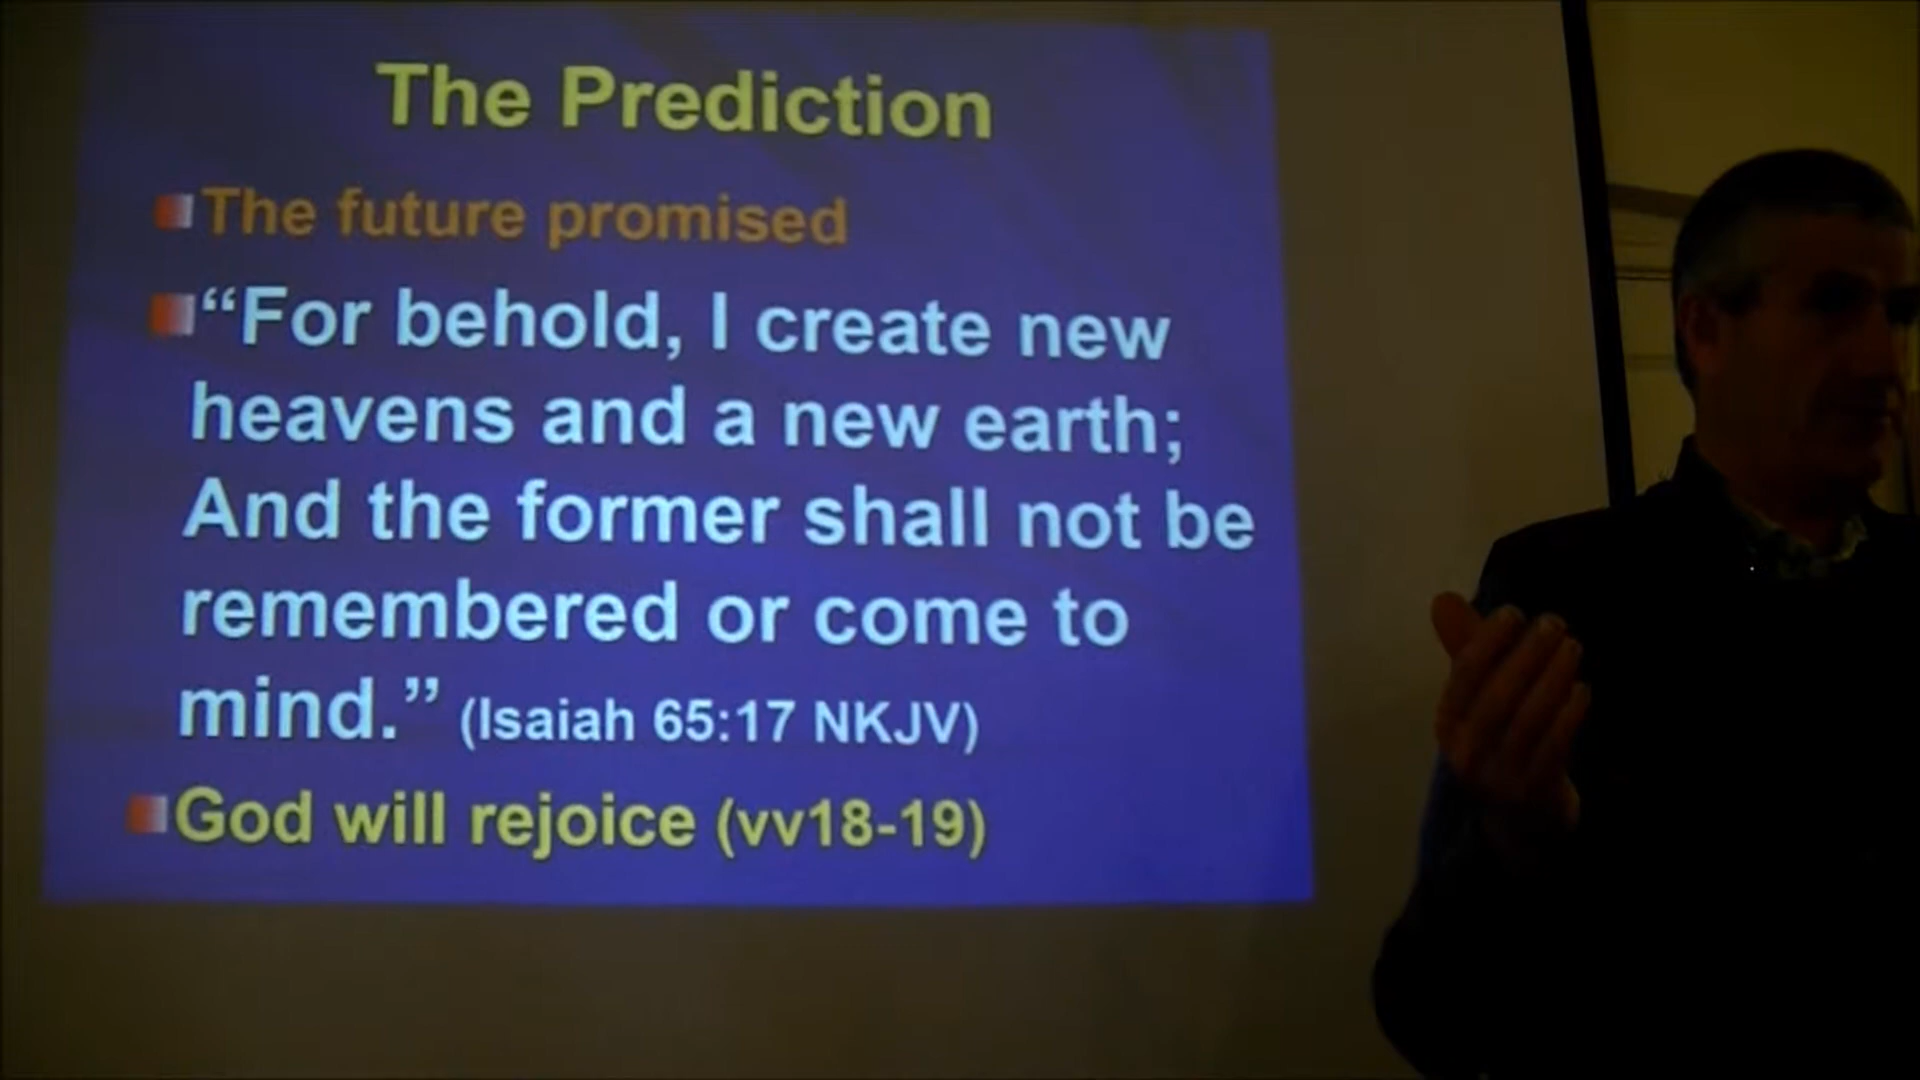 The Prediction
The future promised
“For behold, I create new
heavens and a new earth;
And the former shall not be
remembered or come to
mind.” (Isaiah 65:17 NKJV)
God will rejoice (vv18-19)